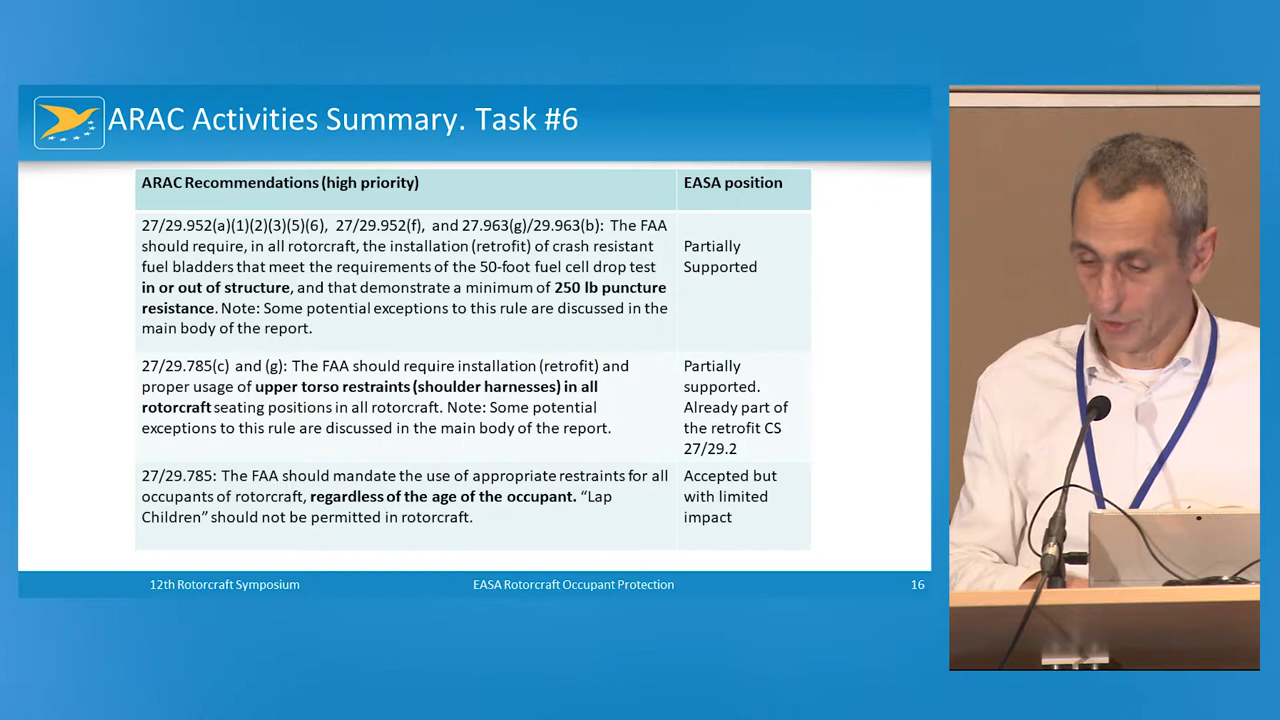 ARAC Activities Summary. Task #6
ARAC Recommendations (high priority)
EASA position
27/29.952(a)(1)(2)(3)(5)(6), 27/29.952(f), and 27.963(g)/29.963(b): The FAA
should require, in all rotorcraft, the installation (retrofit) of crash resistant
fuel bladders that meet the requirements of the 50-foot fuel cell drop test
in or out of structure, and that demonstrate a minimum of 250 lb puncture
resistance. Note: Some potential exceptions to this rule are discussed in the
main body of the report.
Partially
Supported
27/29.785(c) and (g): The FAA should require installation (retrofit) and
proper usage of upper torso restraints (shoulder harnesses) in all
rotorcraft seating positions in all rotorcraft. Note: Some potential
exceptions to this rule are discussed in the main body of the report.
Partially
supported.
Already part of
the retrofit CS
27/29.2
27/29.785: The FAA should mandate the use of appropriate restraints for all
occupants of rotorcraft, regardless of the age of the occupant. “Lap
Children” should not be permitted in rotorcraft.
Accepted but
with limited
impact
12th Rotorcraft Symposium
EASA Rotorcraft Occupant Protection
16